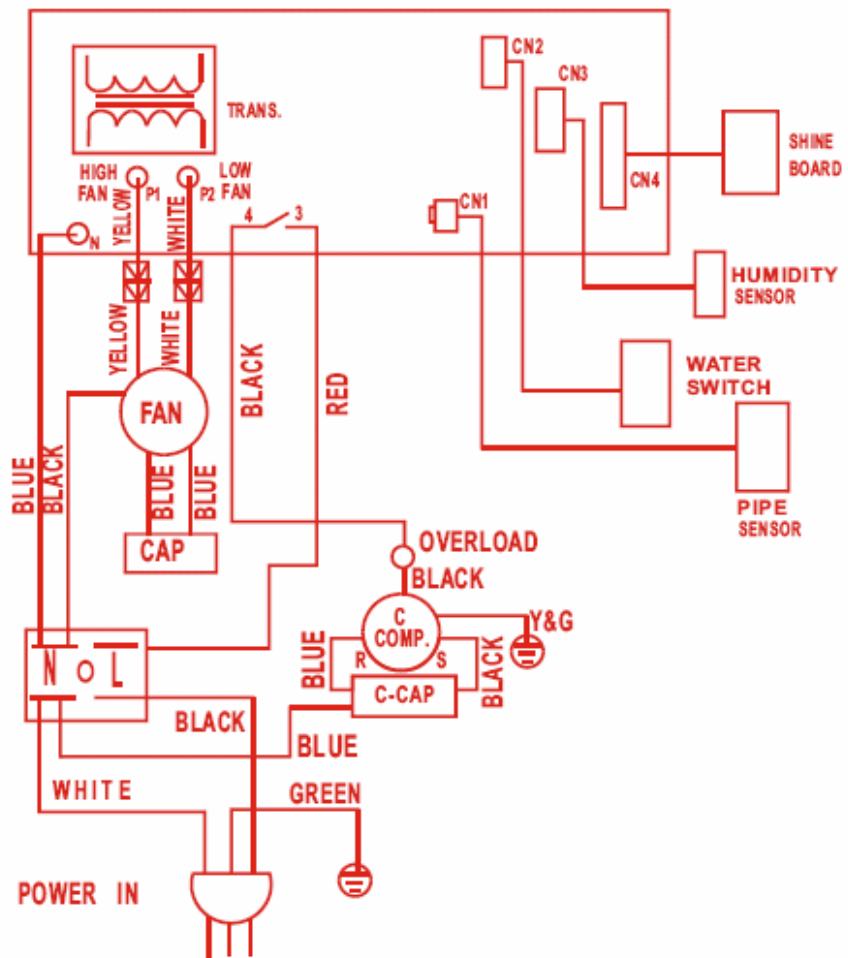 CN2
CN3
TRANS.
SHINE
BOARD
HIGH
FAN
P1
P2
LOW
FAN
CN4
CN1
4
3
N
YELLOW
WHITE
HUMIDITY
SENSOR
YELLOW
WHITE
BLACK
RED
WATER
SWITCH
FAN
BLUE
BLACK
BLUE
BLUE
PIPE
SENSOR
CAP
OVERLOAD
BLACK
C
COMP.
Y&G
R
S
BLUE
BLACK
N
L
C-CAP
BLACK
BLUE
WHITE
GREEN
POWER IN